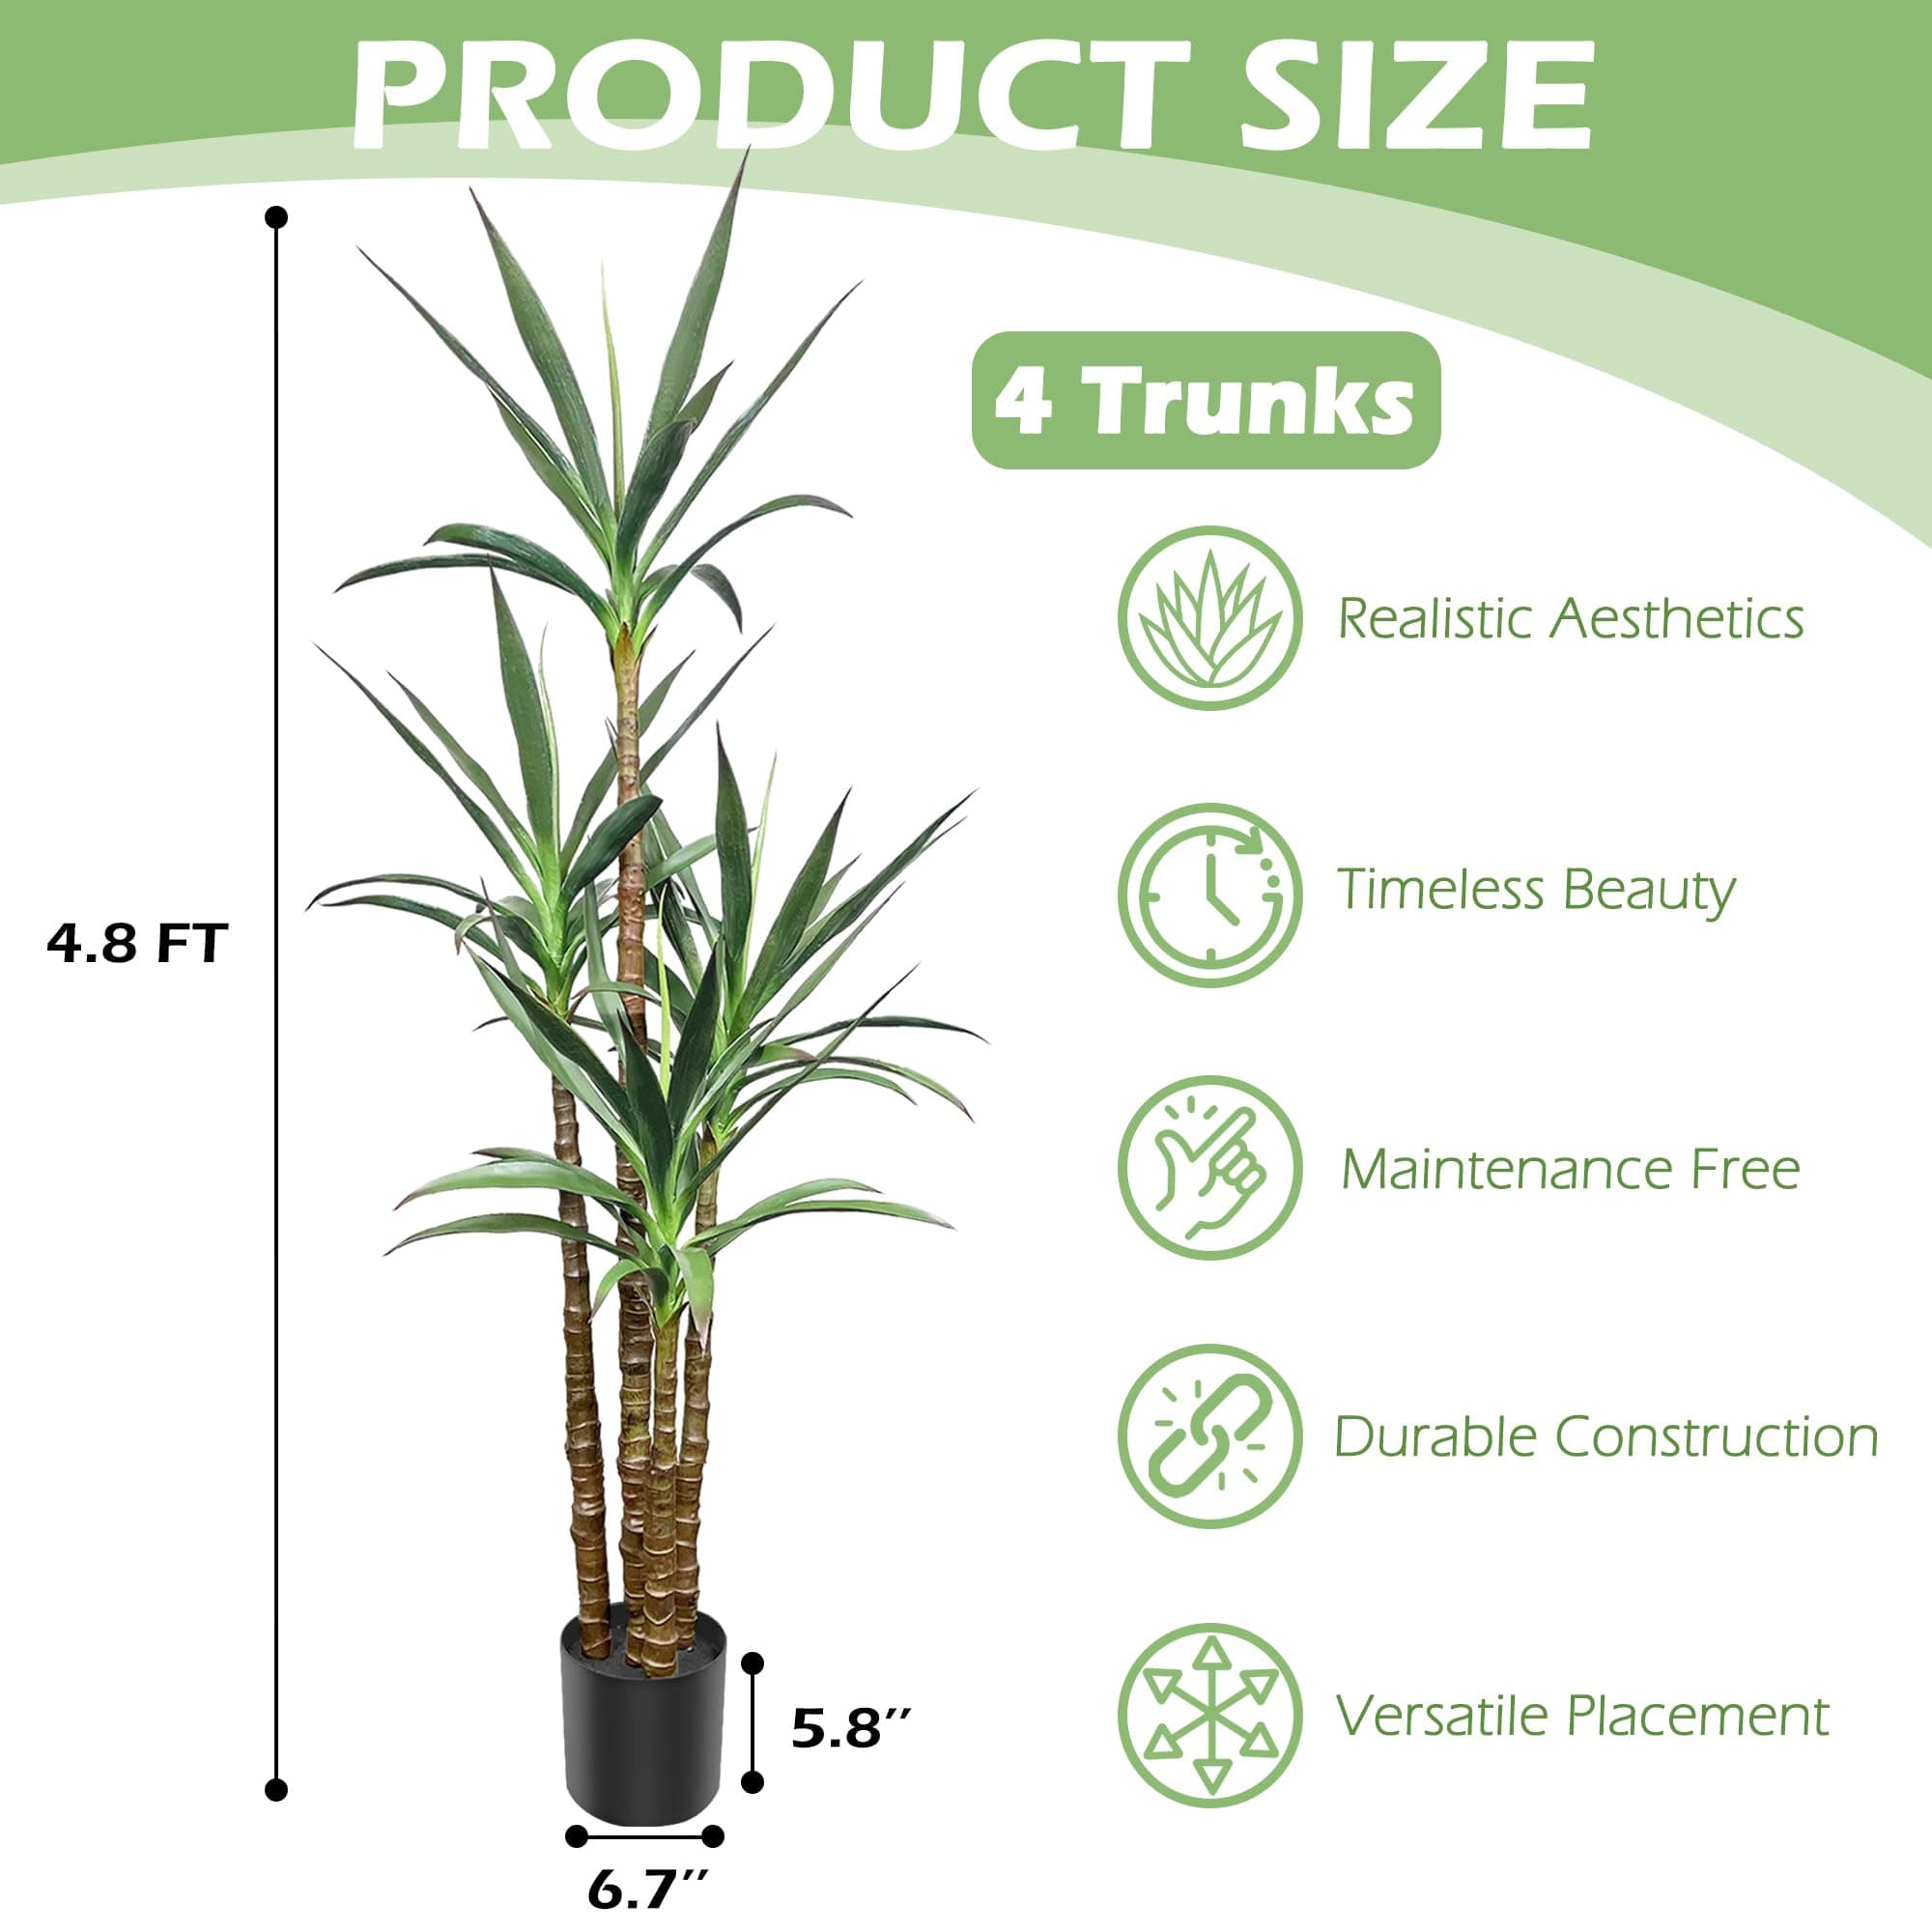 PRODUCT SIZE
4 Trunks
Realistic Aesthetics
Timeless Beauty
4.8 FT
Maintenance Free
Durable Construction
Versatile Placement
5.8’’
6.7’’